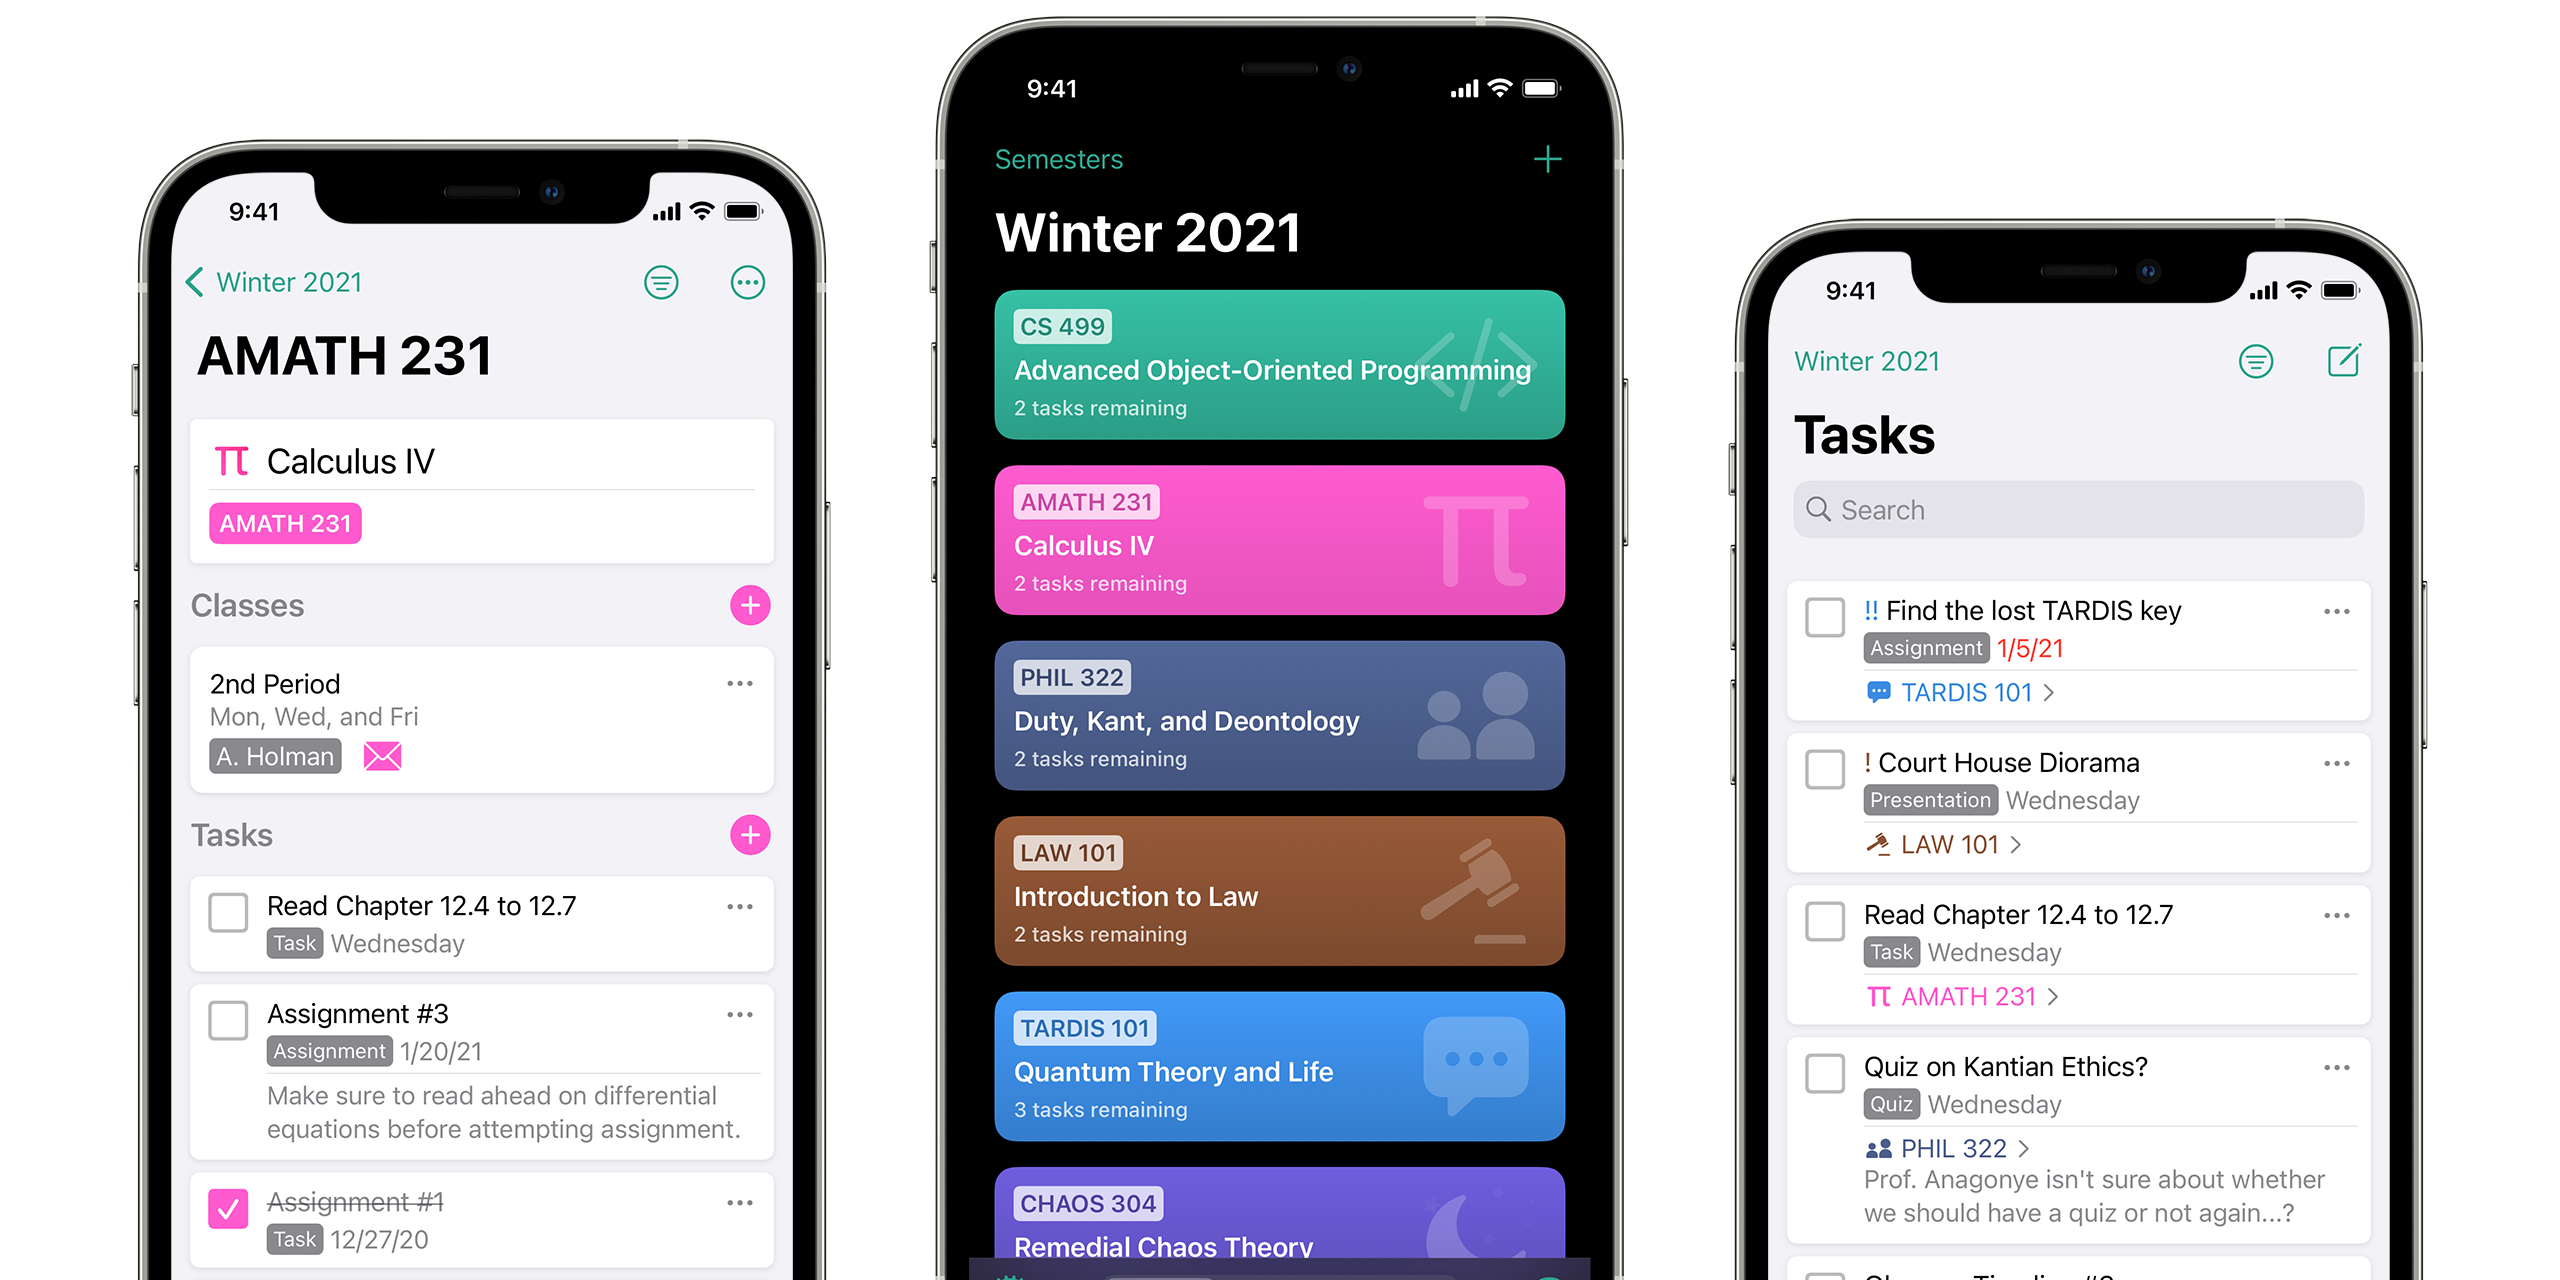 9:41
Winter 2021
AMATH 231
Calculus IV
AMATH 231
Classes
2nd Period
Mon, Wed, and Fri
A. Holman
Tasks
Read Chapter 12.4 to 12.7
Task Wednesday
Assignment #3
Assignment 1/20/21
Make sure to read ahead on differential
equations before attempting assignment.
Assignment #1
Task 12/27/20
9:41
Semesters
Winter 2021
CS 499
Advanced Object-Oriented Programming
2 tasks remaining
AMATH 231
Calculus IV
2 tasks remaining
PHIL 322
Duty, Kant, and Deontology
2 tasks remaining
LAW 101
Introduction to Law
2 tasks remaining
TARDIS 101
Quantum Theory and Life
3 tasks remaining
CHAOS 304
Remedial Chaos Theory
9:41
Winter 2021
Tasks
Search
!! Find the lost TARDIS key
Assignment 1/5/21
TARDIS 101
! Court House Diorama
Presentation Wednesday
LAW 101
Read Chapter 12.4 to 12.7
Task Wednesday
AMATH 231
Quiz on Kantian Ethics?
Quiz Wednesday
PHIL 322
Prof. Anagonye isn't sure about whether
we should have a quiz or not again...?